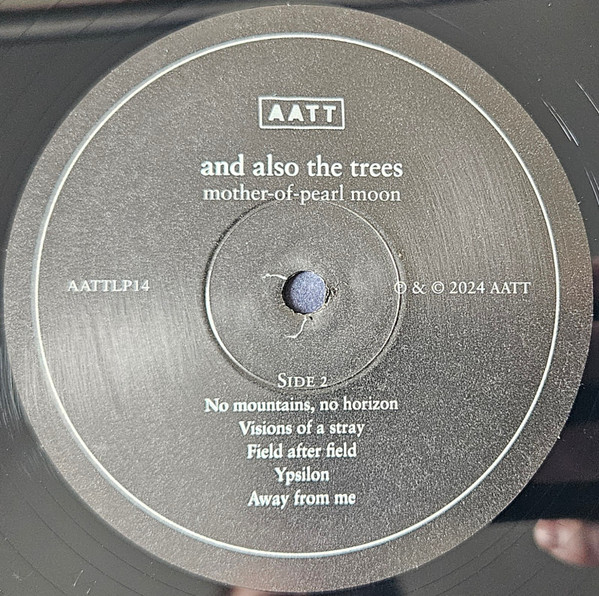 AATT
and also the trees
mother-of-pearl moon
AATTLP14
℗ & © 2024 AATT
SIDE 2
No mountains, no horizon
Visions of a stray
Field after field
Ypsilon
Away from me